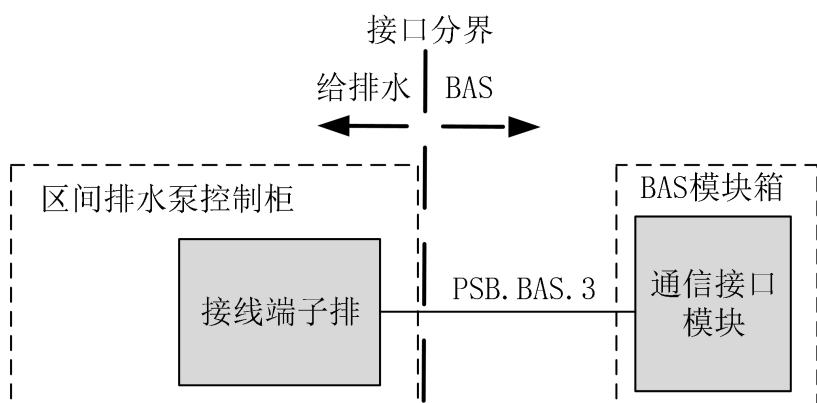 接口分界
给排水
BAS
区间排水泵控制柜
BAS模块箱
接线端子排
PSB.BAS.3
通信接口
模块